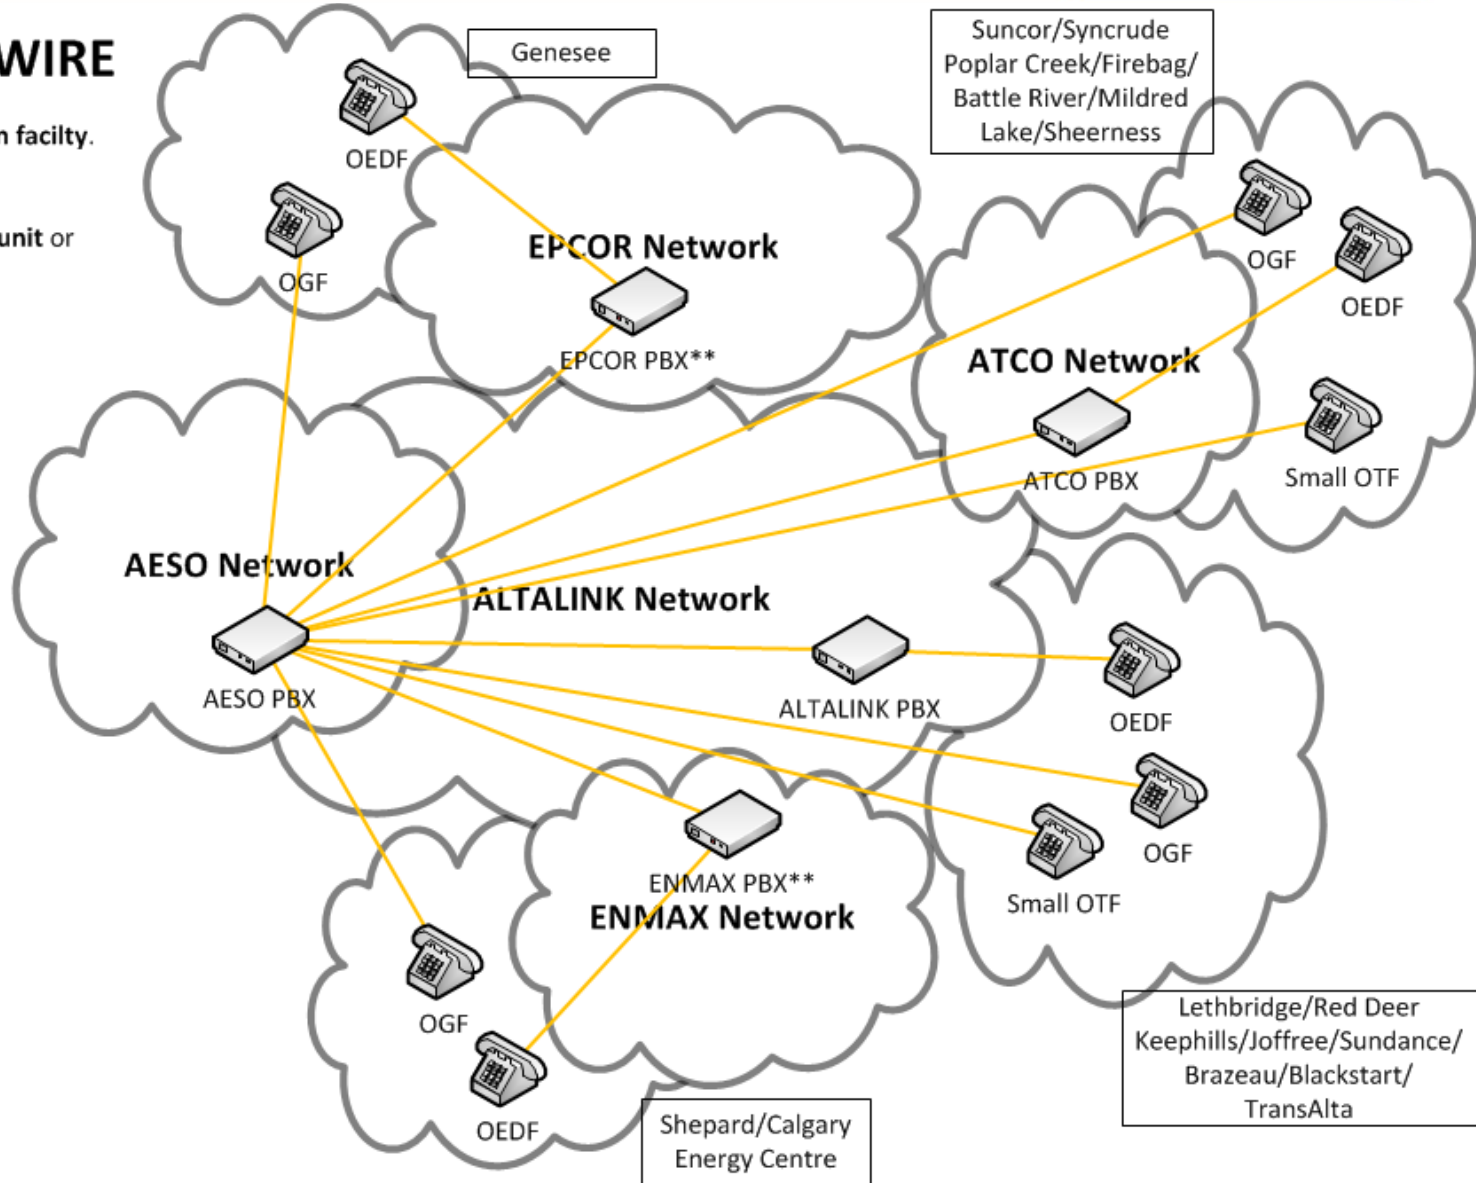 WIRE
n facilty.
unit or
Genesee
OEDF
OGF
EPCOR Network
EPCOR PBX**
Suncor/Syncrude
Poplar Creek/Firebag/
Battle River/Mildred
Lake/Sheerness
OGF
OEDF
ATCO Network
ATCO PBX
Small OTF
AESO Network
AESO PBX
ALTALINK Network
ALTALINK PBX
OEDF
OGF
Small OTF
ENMAX PBX**
ENMAX Network
OGF
OEDF
Lethbridge/Red Deer
Keephills/Joffree/Sundance/
Brazeau/Blackstart/
TransAlta
Shepard/Calgary
Energy Centre